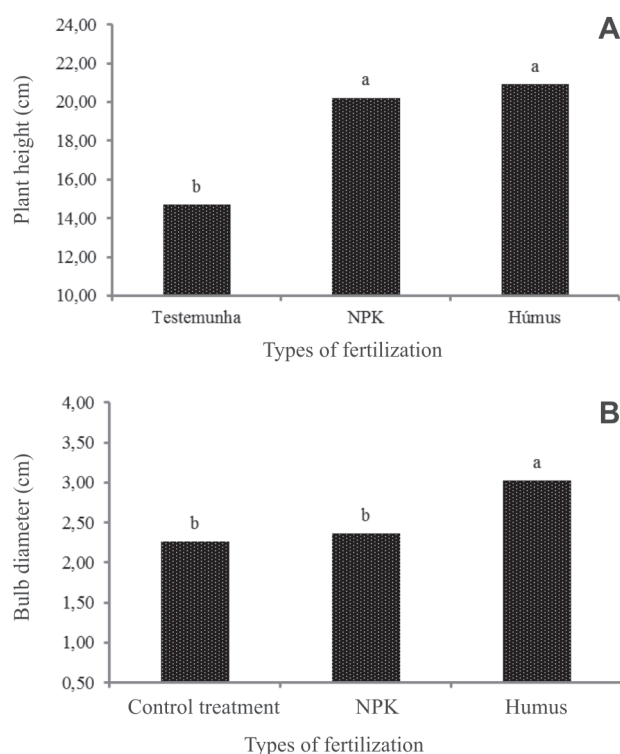 A
24,00
22,00
20,00
18,00
16,00
14,00
12,00
10,00
Plant height (cm)
b
a
a
Testemunha NPK Húmus
Types of fertilization
B
4,00
3,50
3,00
2,50
2,00
1,50
1,00
0,50
Bulb diameter (cm)
b
b
a
Control treatment NPK Humus
Types of fertilization